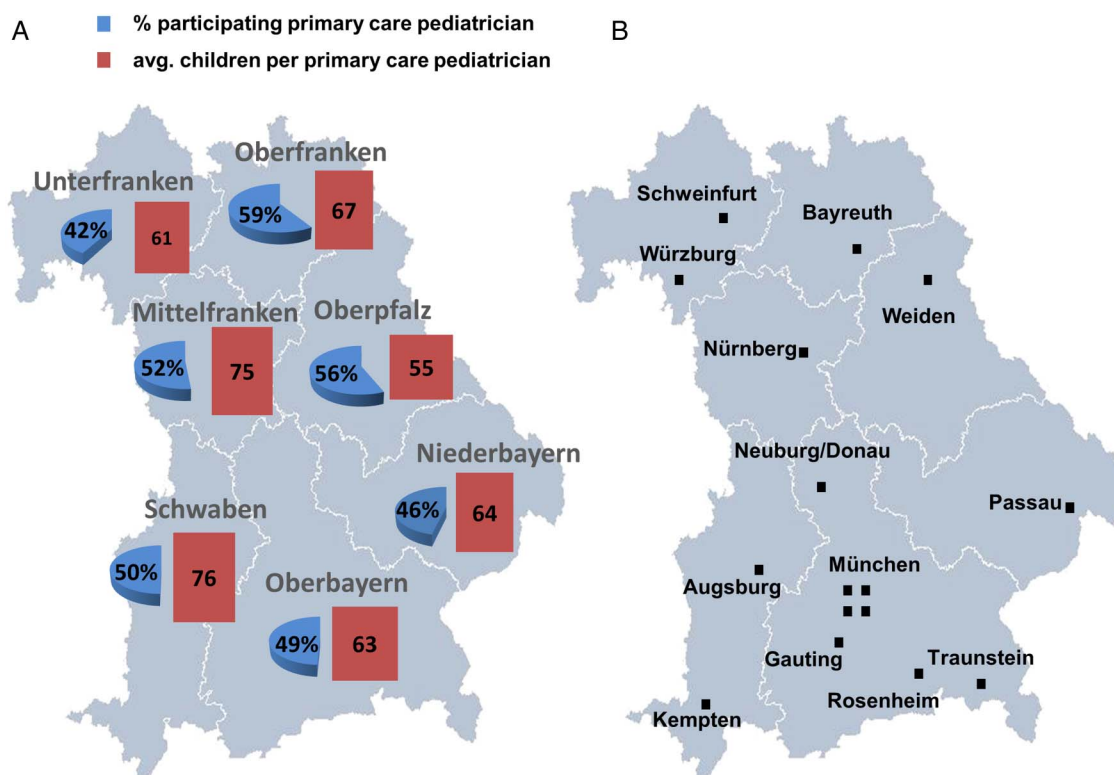 A
% participating primary care pediatrician
avg. children per primary care pediatrician
Oberfranken
59%
67
Unterfranken
42%
61
Mittelfranken
52%
75
Oberpfalz
56%
55
Niederbayern
46%
64
Schwaben
50%
76
Oberbayern
49%
63
B
Schweinfurt
Bayreuth
Würzburg
Weiden
Nürnberg
Neuburg/Donau
Passau
Augsburg
München
Gauting
Traunstein
Rosenheim
Kempten